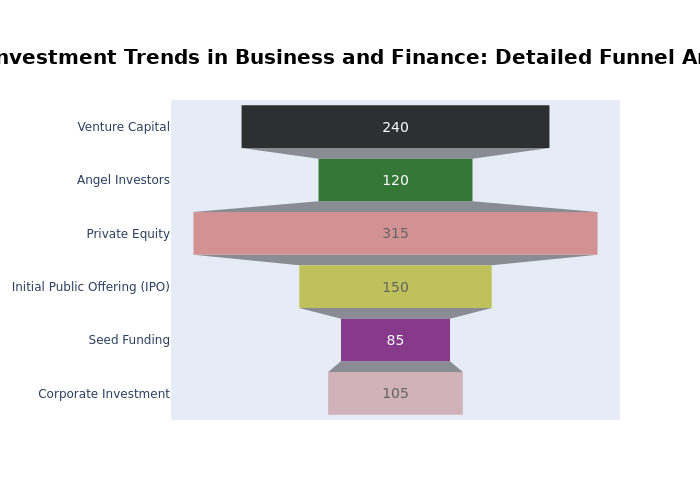 nvestment Trends in Business and Finance: Detailed Funnel A
Venture Capital 240
Angel Investors 120
Private Equity 315
Initial Public Offering (IPO) 150
Seed Funding 85
Corporate Investment 105